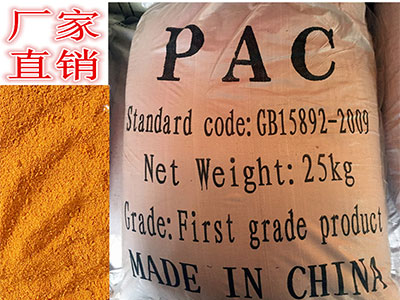 厂家
直销
PAC
Standard code:GB15892-2009
Net Weight:25kg
Grade:First grade product
MADE IN CHINA